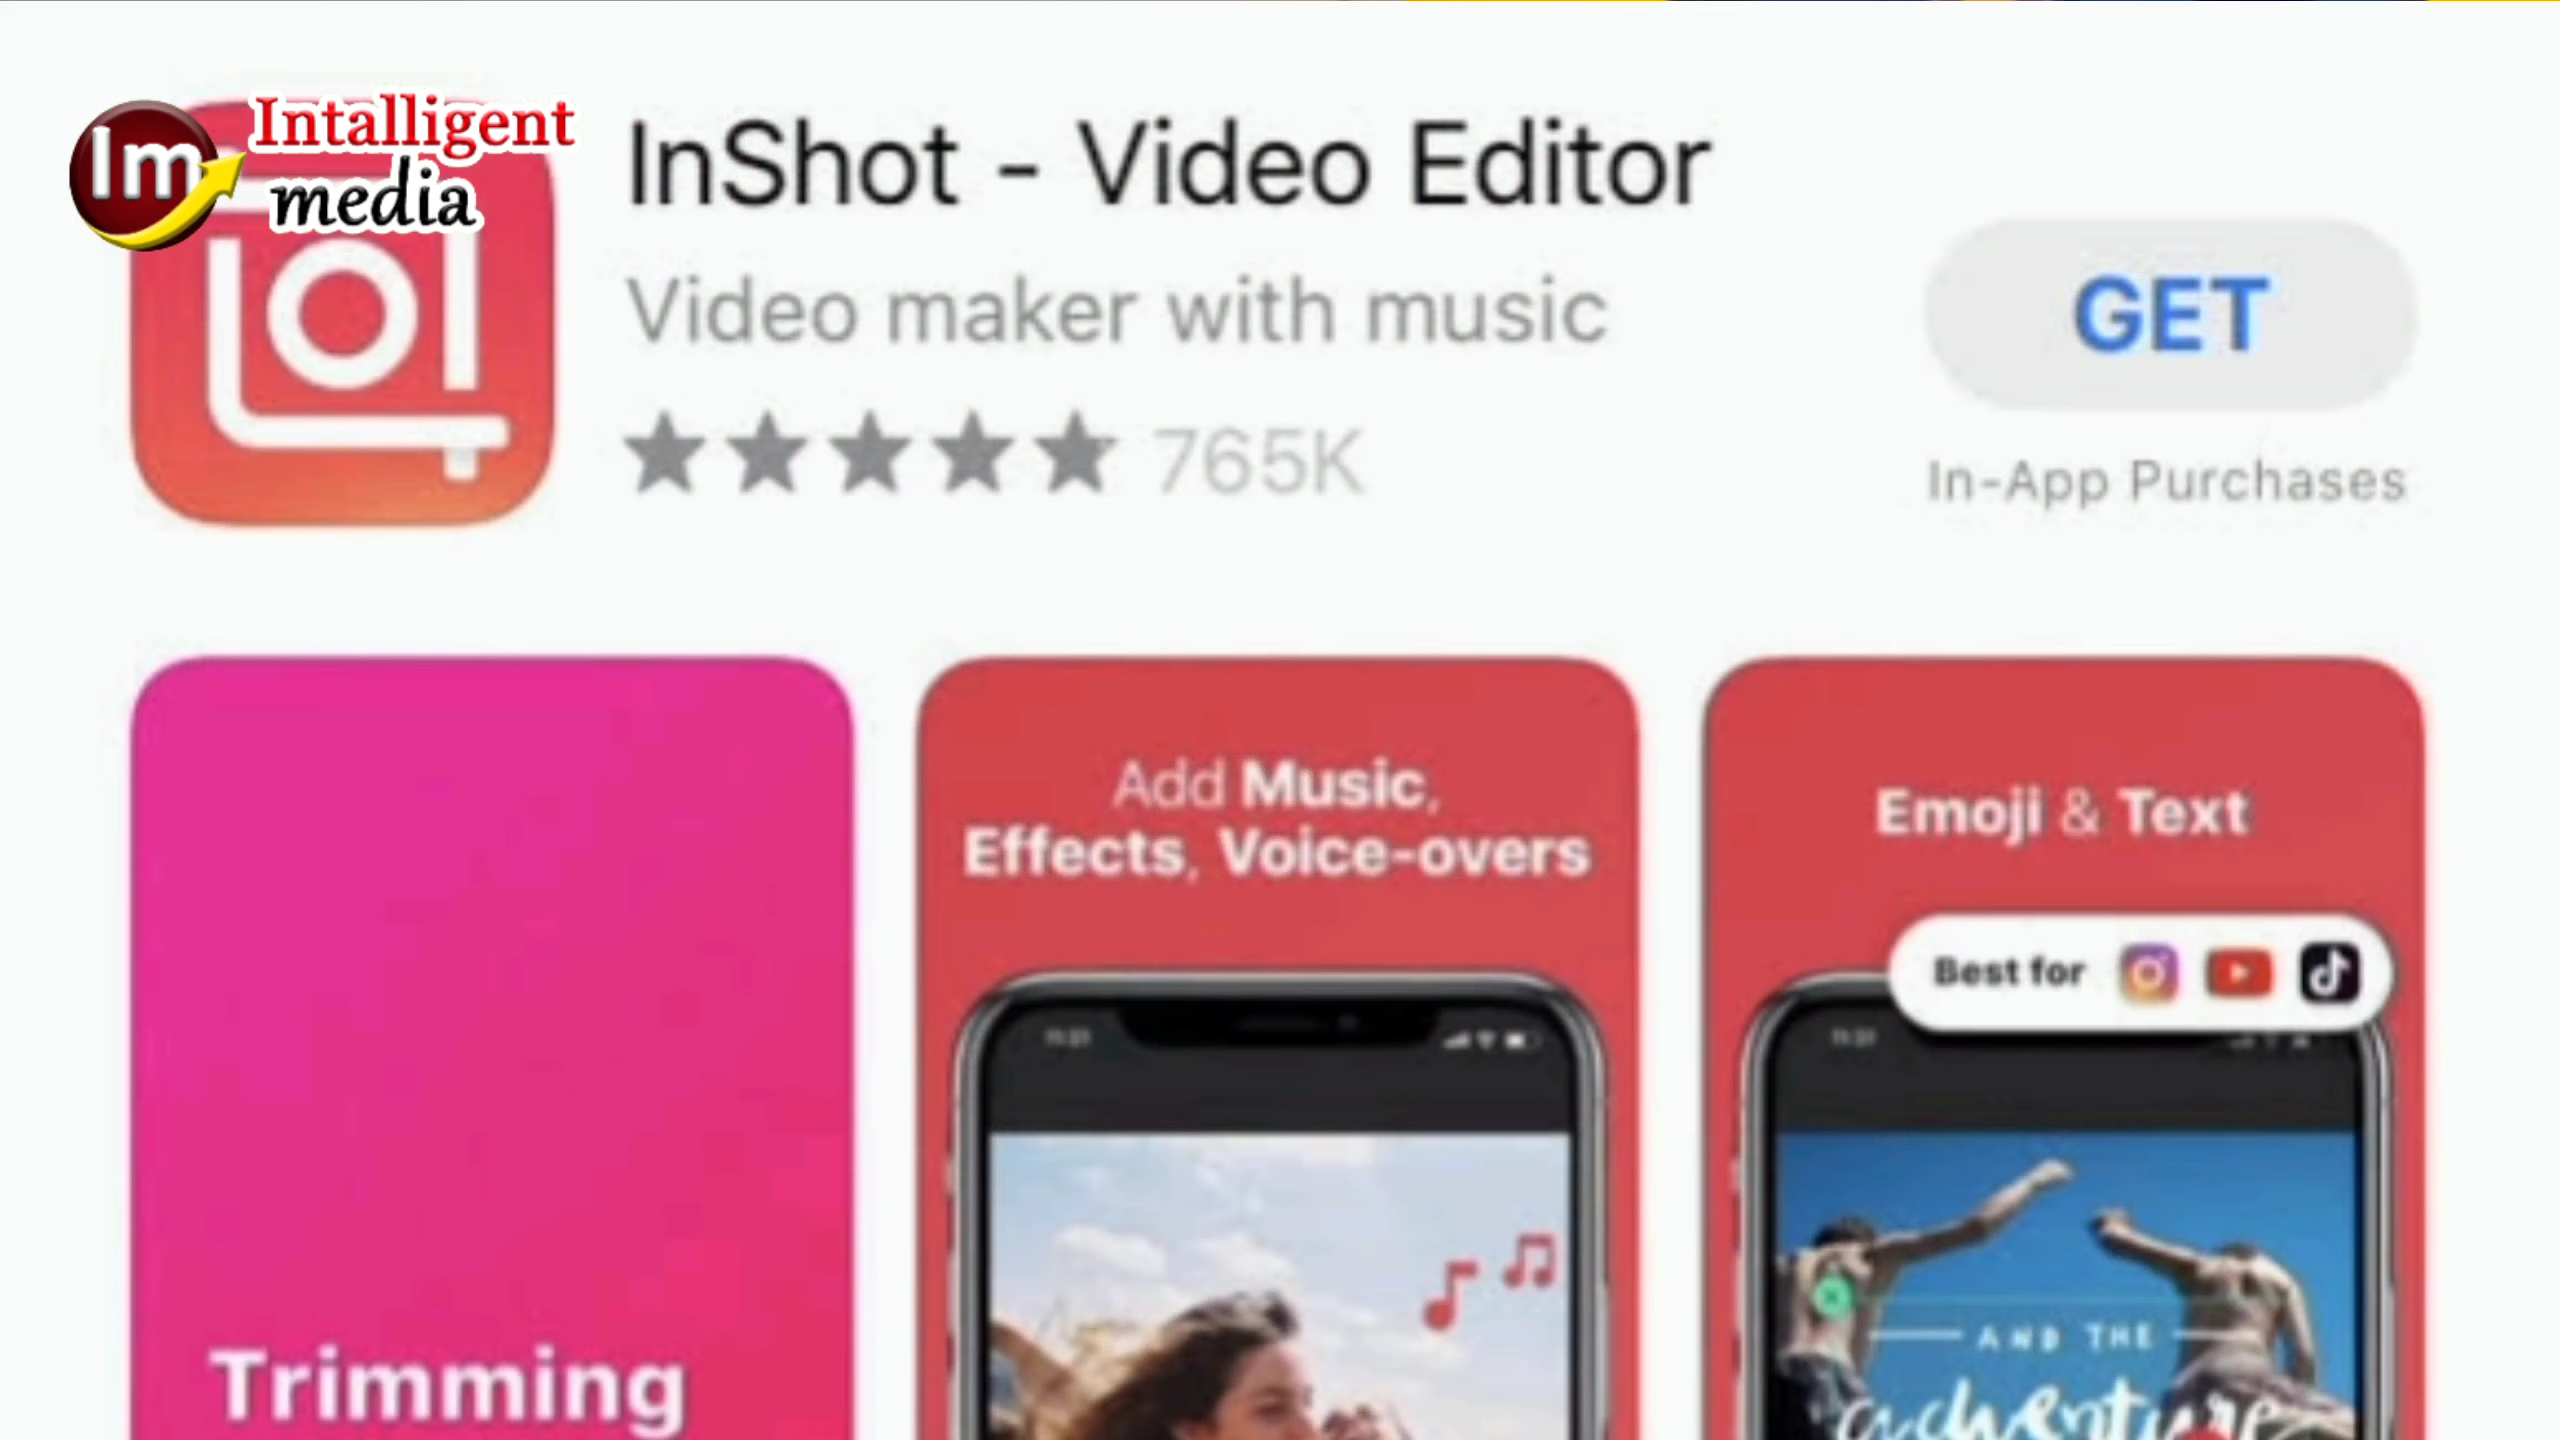 Im
Intalligent
media
InShot - Video Editor
Video maker with music
765K
GET
In-App Purchases
Add Music,
Effects, Voice-overs
Emoji & Text
Best for
Trimming
AND THE
adventure